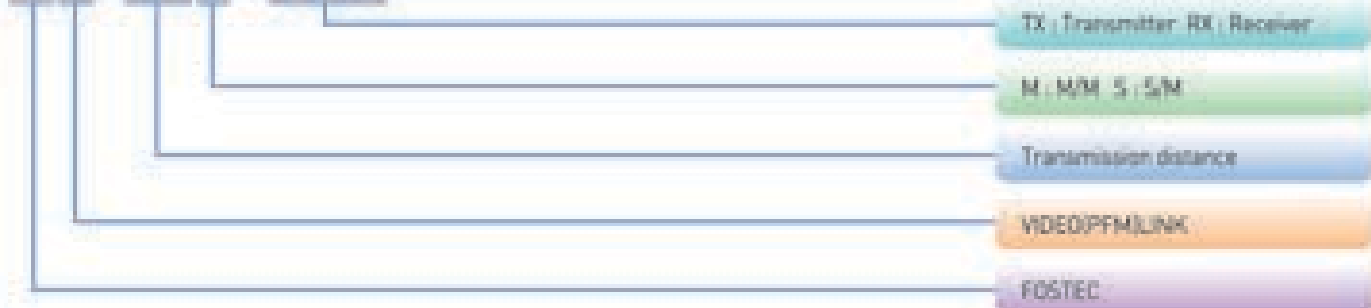 TX : Transmitter RX : Receiver
M : M/M S : S/M
Transmission distance
VIDEO(PFM)LINK
FOSTEC